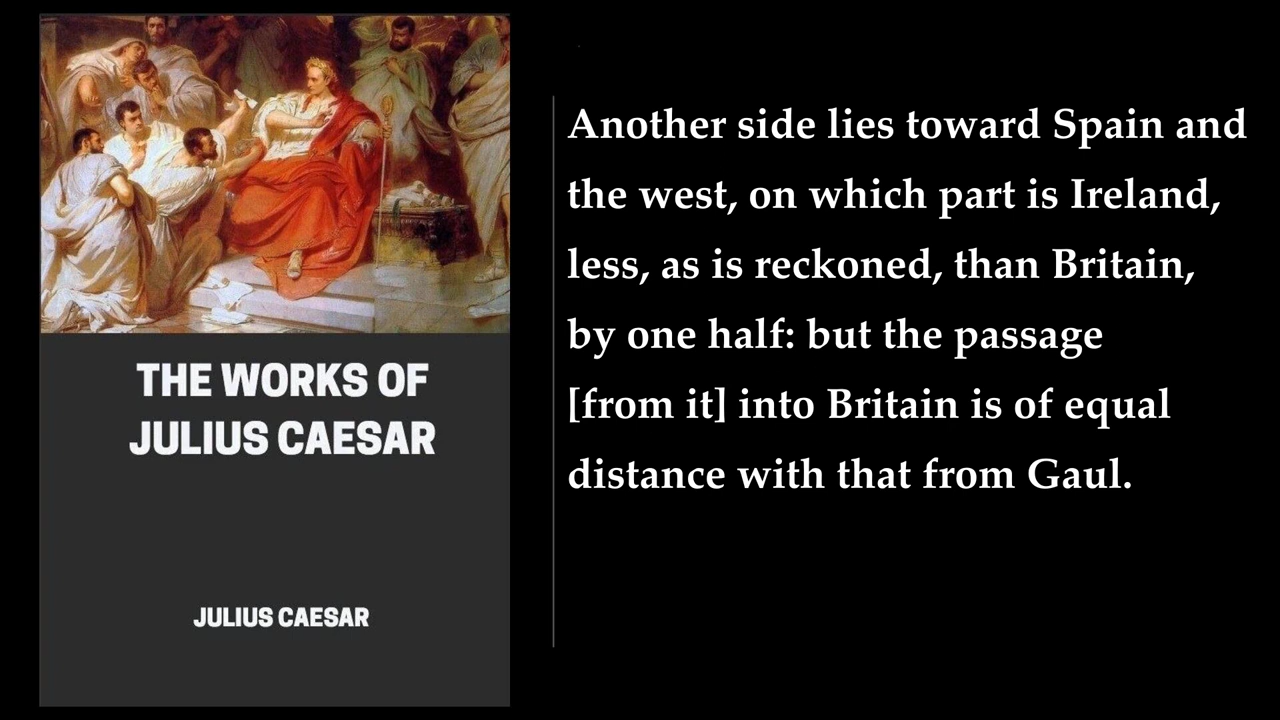 THE WORKS OF
JULIUS CAESAR
JULIUS CAESAR
Another side lies toward Spain and
the west, on which part is Ireland,
less, as is reckoned, than Britain,
by one half: but the passage
[from it] into Britain is of equal
distance with that from Gaul.